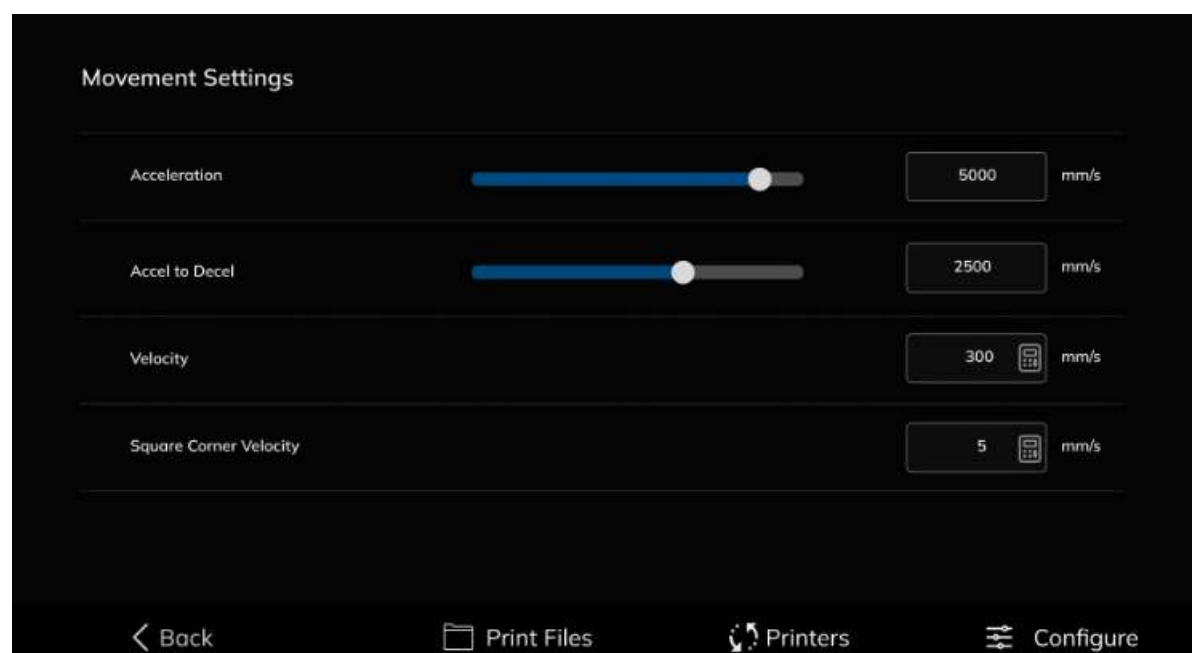 Movement Settings
Acceleration 5000 mm/s
Accel to Decel 2500 mm/s
Velocity 300 mm/s
Square Corner Velocity 5 mm/s
Back Print Files Printers Configure